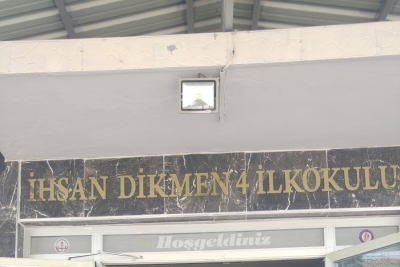 İHSAN DİKMEN 4 İLKOKULU
Hoşgeldiniz